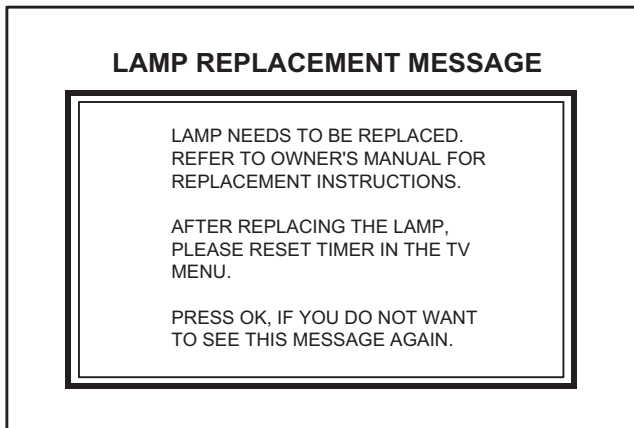 LAMP REPLACEMENT MESSAGE
LAMP NEEDS TO BE REPLACED.
REFER TO OWNER'S MANUAL FOR
REPLACEMENT INSTRUCTIONS.
AFTER REPLACING THE LAMP,
PLEASE RESET TIMER IN THE TV
MENU.
PRESS OK, IF YOU DO NOT WANT
TO SEE THIS MESSAGE AGAIN.